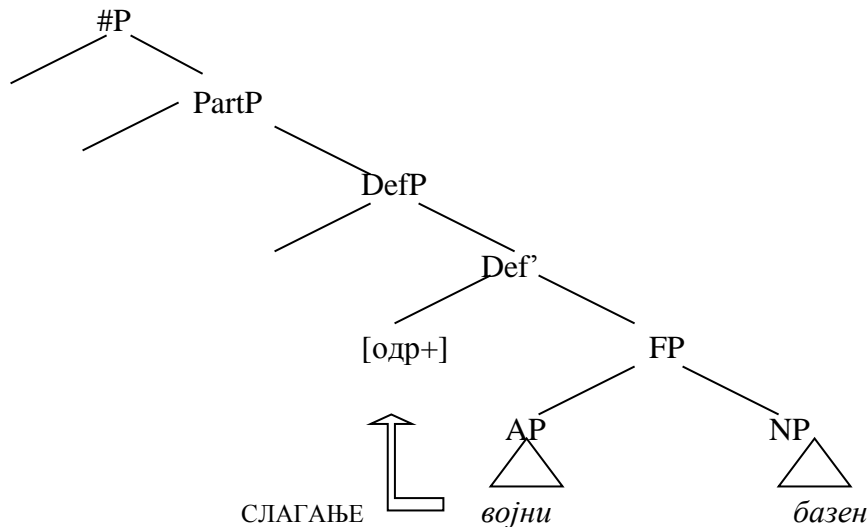 #P
PartP
DefP
Def’
[одр+] FP
AP NP
СЛАГАЊЕ војни базен